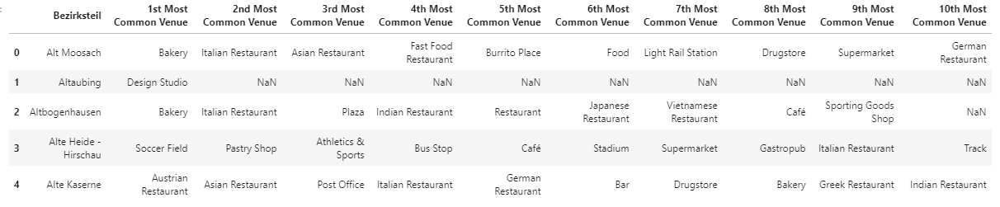 Bezirksteil 1st Most Common Venue 2nd Most Common Venue 3rd Most Common Venue 4th Most Common Venue 5th Most Common Venue 6th Most Common Venue 7th Most Common Venue 8th Most Common Venue 9th Most Common Venue 10th Most Common Venue
0 Alt Moosach Bakery Italian Restaurant Asian Restaurant Fast Food Restaurant Burrito Place Food Light Rail Station Drugstore Supermarket German Restaurant
1 Altaubing Design Studio NaN NaN NaN NaN NaN NaN NaN NaN NaN
2 Altbogenhausen Bakery Italian Restaurant Plaza Indian Restaurant Restaurant Japanese Restaurant Vietnamese Restaurant Café Sporting Goods Shop NaN
3 Alte Heide - Hirschau Soccer Field Pastry Shop Athletics & Sports Bus Stop Café Stadium Supermarket Gastropub Italian Restaurant Track
4 Alte Kaserne Austrian Restaurant Asian Restaurant Post Office Italian Restaurant German Restaurant Bar Drugstore Bakery Greek Restaurant Indian Restaurant